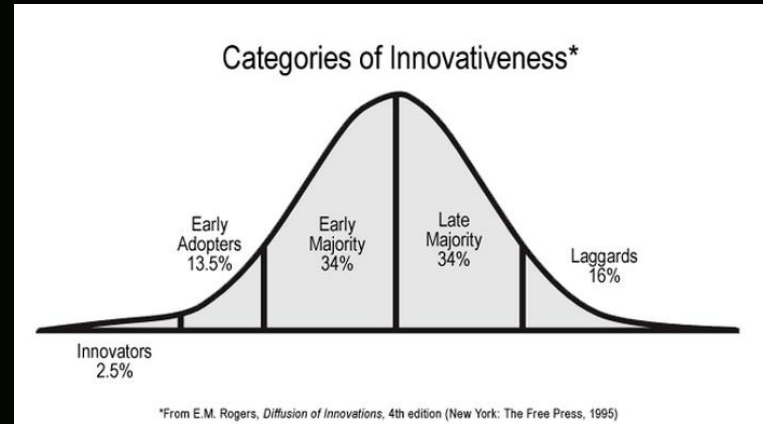 Categories of Innovativeness*
Early
Adopters
13.5%
Early
Majority
34%
Late
Majority
34%
Laggards
16%
Innovators
2.5%
*From E.M. Rogers, Diffusion of Innovations, 4th edition (New York: The Free Press, 1995)